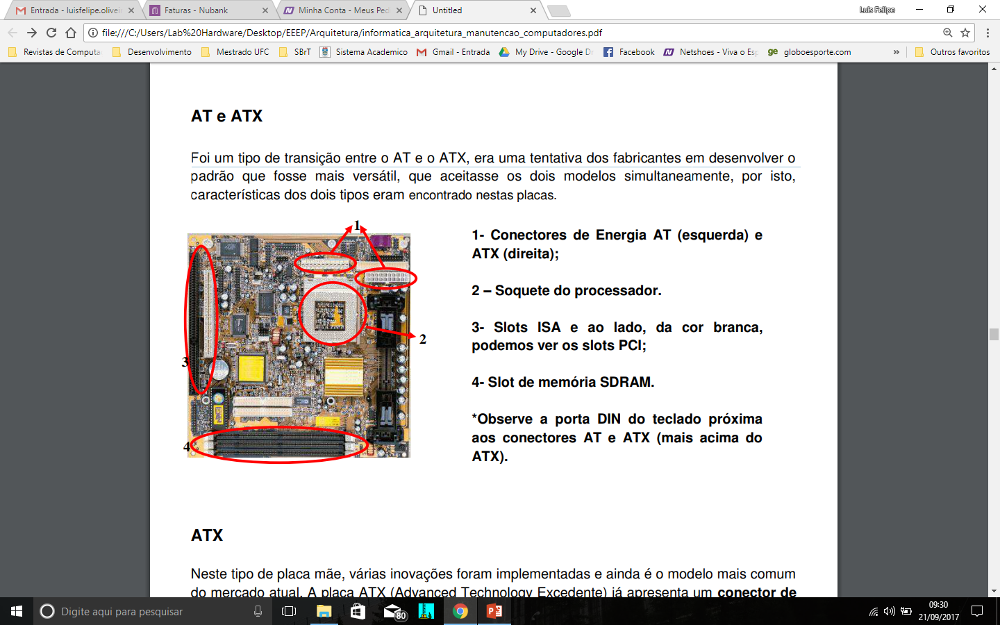 Entrada - luisfelipe.olivei
Faturas - Nubank
Minha Conta - Meus Ped
Untitled
Luis Felipe
file:///C:/Users/Lab%20Hardware/Desktop/EEEP/Arquitetura/informatica_arquitetura_manutencao_computadores.pdf
Revistas de Computa
Desenvolvimento
Mestrado UFC
SBrT
Sistema Academico
Gmail - Entrada
My Drive - Google Dr
Facebook
Netshoes - Viva o Esp
ge globoesporte.com
»
Outros favoritos
AT e ATX
Foi um tipo de transição entre o AT e o ATX, era uma tentativa dos fabricantes em desenvolver o
padrão que fosse mais versátil, que aceitasse os dois modelos simultaneamente, por isto,
características dos dois tipos eram encontrado nestas placas.
1
2
3
4
1- Conectores de Energia AT (esquerda) e
ATX (direita);
2 – Soquete do processador.
3- Slots ISA e ao lado, da cor branca,
podemos ver os slots PCI;
4- Slot de memória SDRAM.
*Observe a porta DIN do teclado próxima
aos conectores AT e ATX (mais acima do
ATX).
ATX
Neste tipo de placa mãe, várias inovações foram implementadas e ainda é o modelo mais comum
do mercado atual. A placa ATX (Advanced Technology Excedente) já apresenta um conector de
Digite aqui para pesquisar
80
09:30
21/09/2017